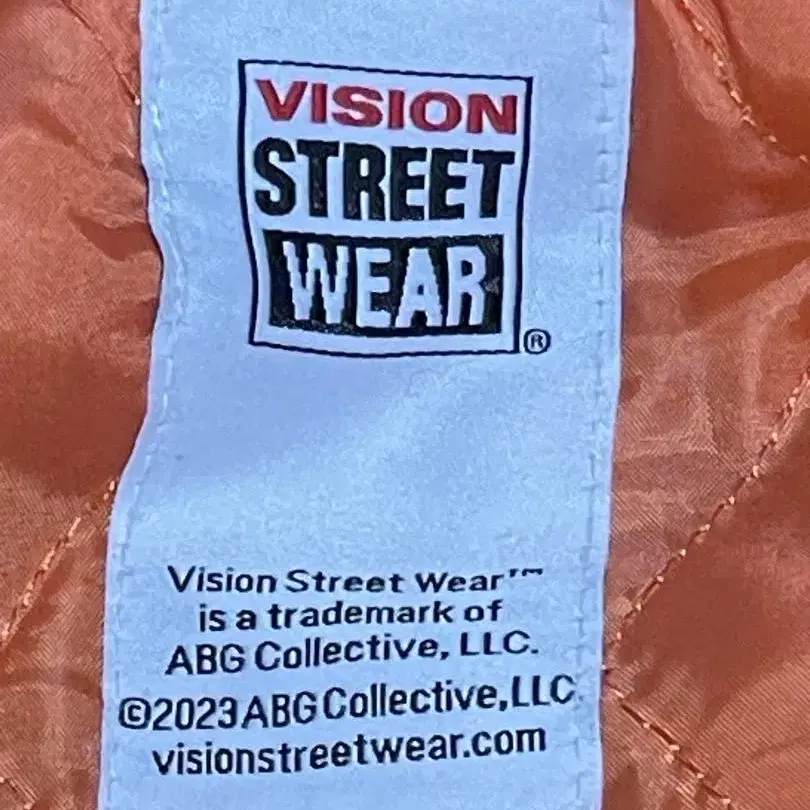 VISION
STREET
WEAR
®
Vision Street Wear™
is a trademark of
ABG Collective, LLC.
©2023 ABG Collective, LLC
visionstreetwear.com